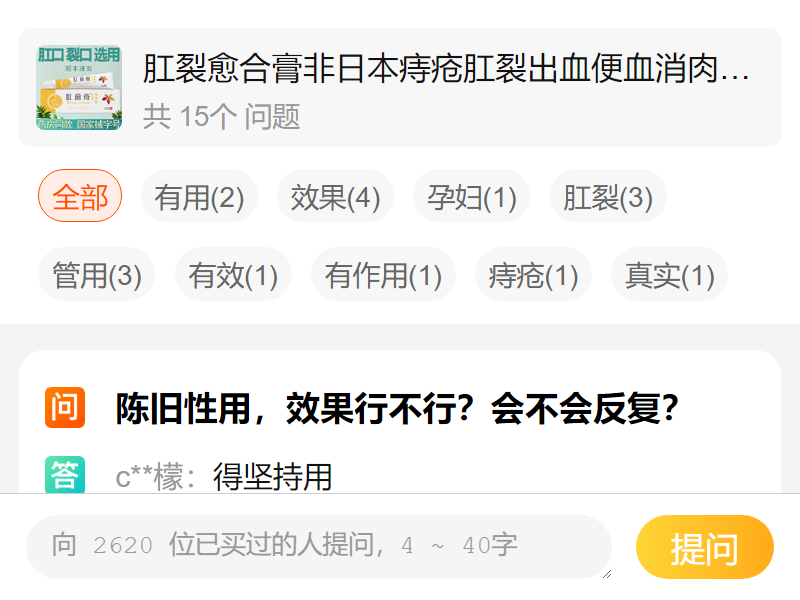 肛口裂口选用
顺丰速发
药房同款 国家械字号
肛裂愈合膏非日本痔疮肛裂出血便血消肉…
共 15个 问题
全部
有用(2)
效果(4)
孕妇(1)
肛裂(3)
管用(3)
有效(1)
有作用(1)
痔疮(1)
真实(1)
问 陈旧性用，效果行不行？会不会反复？
答 c**檬：得坚持用
向 2620 位已买过的人提问，4 ~ 40字
提问